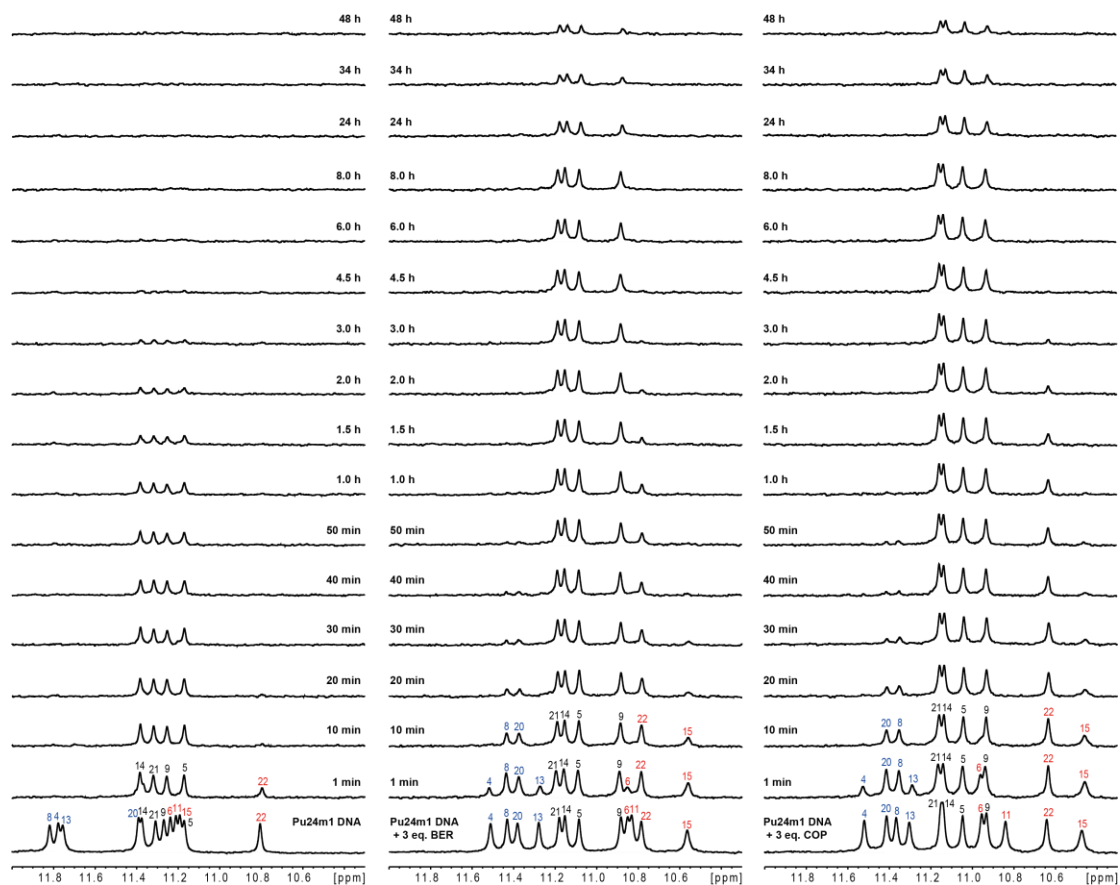 48 h 48 h 48 h
34 h 34 h 34 h
24 h 24 h 24 h
8.0 h 8.0 h 8.0 h
6.0 h 6.0 h 6.0 h
4.5 h 4.5 h 4.5 h
3.0 h 3.0 h 3.0 h
2.0 h 2.0 h 2.0 h
1.5 h 1.5 h 1.5 h
1.0 h 1.0 h 1.0 h
50 min 50 min 50 min
40 min 40 min 40 min
30 min 30 min 30 min
20 min 20 min 20 min
10 min 10 min 8 20 21 14 5 9 22 15 10 min 20 8 21 14 5 9 22 15
14 21 9 5 22 1 min 1 min 4 8 20 13 21 14 5 9 6 22 15 1 min 4 20 8 13 21 14 5 6 9 22 15
8 4 13 20 14 21 9 6 11 15 5 22 Pu24m1 DNA
Pu24m1 DNA 4 8 20 13 21 14 5 9 6 11 22 15
+ 3 eq. BER
Pu24m1 DNA 4 20 8 13 21 14 5 6 9 11 22 15
+ 3 eq. COP
11.8 11.6 11.4 11.2 11.0 10.8 10.6 [ppm]
11.8 11.6 11.4 11.2 11.0 10.8 10.6 [ppm]
11.8 11.6 11.4 11.2 11.0 10.8 10.6 [ppm]